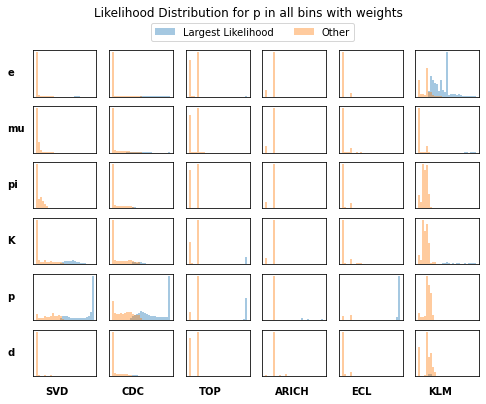 Likelihood Distribution for p in all bins with weights
Largest Likelihood Other
e
mu
pi
K
p
d
SVD CDC TOP ARICH ECL KLM